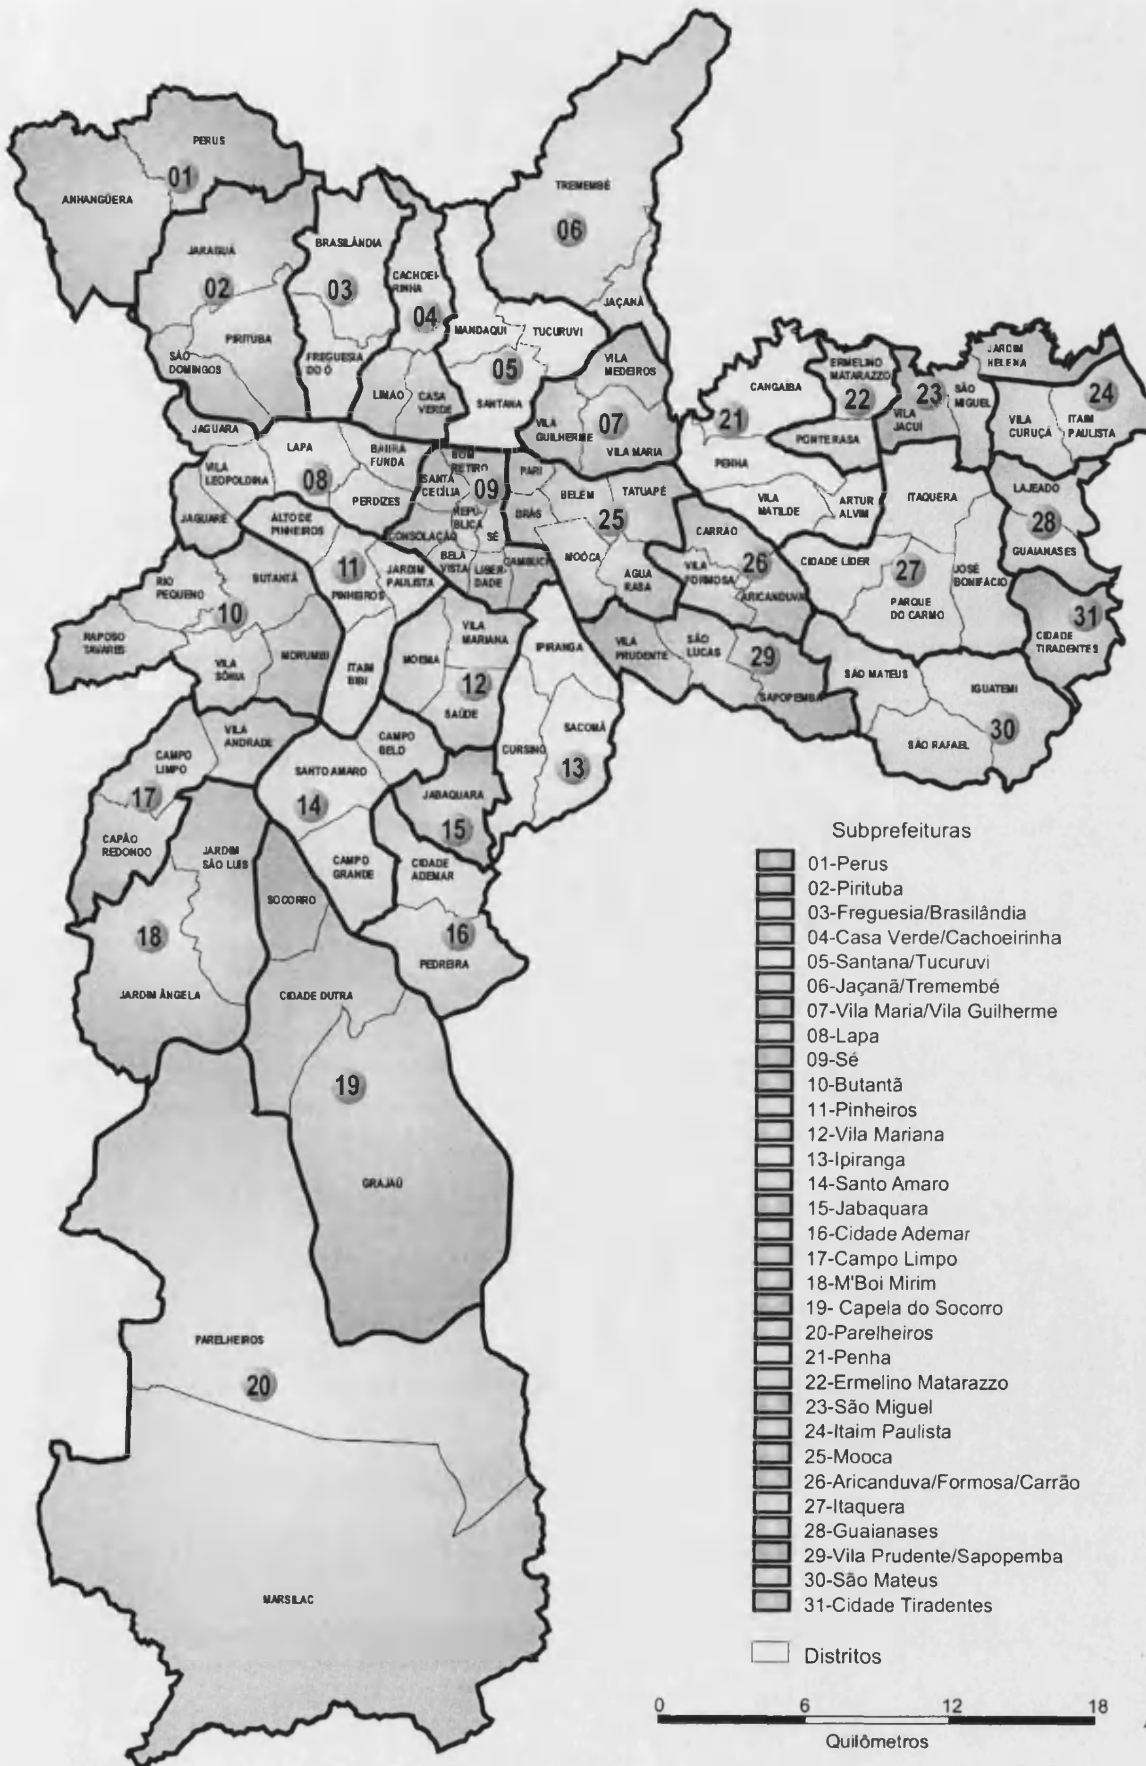 PERUS
01
ANHANGÜERA
TREMEMBÉ
06
JARAGUÁ
02
BRASILÂNDIA
03
CACHOEI-
RINHA
04
JAÇANÃ
MANDAQUI
TUCURUVI
PIRITUBA
SÃO
DOMINGOS
FREGUESIA
DO Ó
05
VILA
MEDEIROS
LIMÃO
CASA
VERDE
SANTANA
CANGAÍBA
ERMELINO
MATARAZZO
22
JARDIM
HELENA
23
SÃO
MIGUEL
24
VILA
JACUÍ
21
VILA
CURUÇÁ
ITAIM
PAULISTA
VILA
GUILHERME
07
VILA MARIA
PONTE RASA
JAGUARA
LAPA
BARRA
FUNDA
BOM
RETIRO
PARI
PENHA
VILA
LEOPOLDINA
08
PERDIZES
SANTA
CECÍLIA
09
BELÉM
TATUAPÉ
VILA
MATILDE
ARTUR
ALVIM
ITAQUERA
LAJEADO
28
GUAIANASES
JAGUARÉ
ALTO DE
PINHEIROS
REPÚ-
BLICA
SÉ
BRÁS
25
CONSOLAÇÃO
CARRÃO
MOÓCA
ÁGUA
RASA
VILA
FORMOSA
26
ARICANDUVA
CIDADE LÍDER
27
JOSÉ
BONIFÁCIO
PARQUE
DO CARMO
31
CIDADE
TIRADENTES
RIO
PEQUENO
BUTANTÃ
11
PINHEIROS
JARDIM
PAULISTA
BELA
VISTA
LIBER-
DADE
CAMBUCI
10
RAPOSO
TAVARES
VILA
SÔNIA
MORUMBI
ITAIM
BIBI
MOEMA
VILA
MARIANA
12
SAÚDE
IPIRANGA
VILA
PRUDENTE
SÃO
LUCAS
29
SAPOPEMBA
SÃO MATEUS
IGUATEMI
SÃO RAFAEL
30
CAMPO
LIMPO
VILA
ANDRADE
CAMPO
BELO
CURSINO
SACOMÃ
13
17
SANTO AMARO
14
JABAQUARA
15
CAPÃO
REDONDO
JARDIM
SÃO LUÍS
CAMPO
GRANDE
CIDADE
ADEMAR
SOCORRO
18
16
PEDREIRA
JARDIM ÂNGELA
CIDADE DUTRA
19
GRAJAÚ
PARELHEIROS
20
MARSILAC
Subprefeituras
01-Perus
02-Pirituba
03-Freguesia/Brasilândia
04-Casa Verde/Cachoeirinha
05-Santana/Tucuruvi
06-Jaçanã/Tremembé
07-Vila Maria/Vila Guilherme
08-Lapa
09-Sé
10-Butantã
11-Pinheiros
12-Vila Mariana
13-Ipiranga
14-Santo Amaro
15-Jabaquara
16-Cidade Ademar
17-Campo Limpo
18-M'Boi Mirim
19- Capela do Socorro
20-Parelheiros
21-Penha
22-Ermelino Matarazzo
23-São Miguel
24-Itaim Paulista
25-Mooca
26-Aricanduva/Formosa/Carrão
27-Itaquera
28-Guaianases
29-Vila Prudente/Sapopemba
30-São Mateus
31-Cidade Tiradentes
Distritos
0 6 12 18
Quilômetros